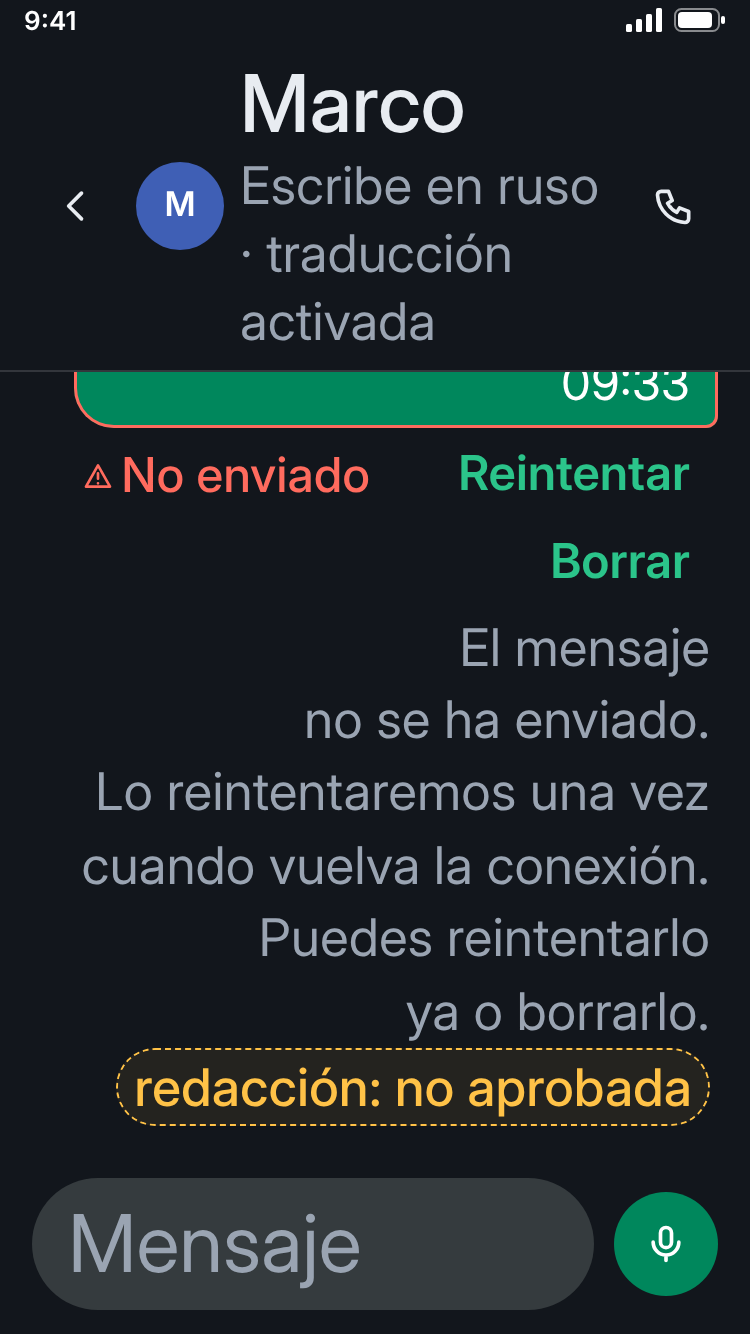 9:41
Marco
M
Escribe en ruso
· traducción
activada
09:33
No enviado
Reintentar
Borrar
El mensaje
no se ha enviado.
Lo reintentaremos una vez
cuando vuelva la conexión.
Puedes reintentarlo
ya o borrarlo.
redacción: no aprobada
Mensaje